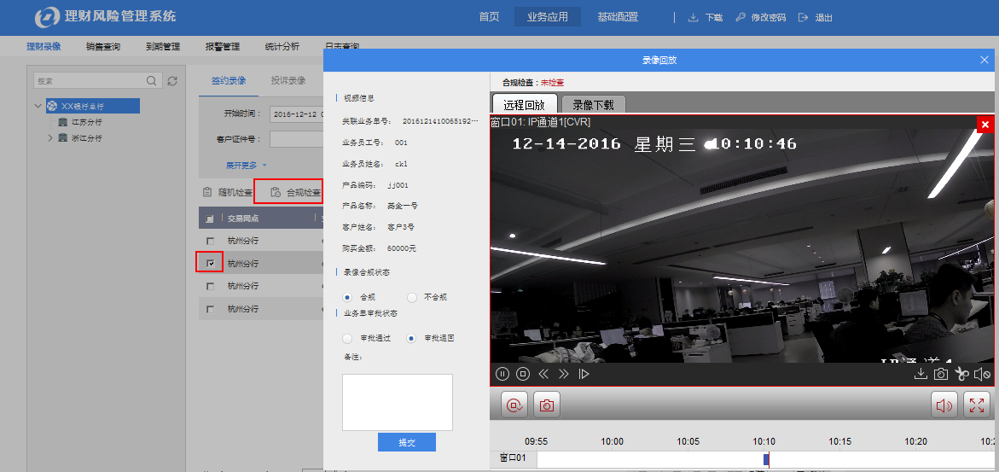 理财风险管理系统
首页 业务应用 基础配置 下载 修改密码 退出
理财录像 销售查询 到期管理 报警管理 统计分析 日志查询
录像回放
搜索
XX银行总行
江苏分行
浙江分行
签约录像 投诉录像
开始时间： 2016-12-12 0
客户证件号：
展开更多
随机检查 合规检查
交易网点
杭州分行
杭州分行
杭州分行
杭州分行
视频信息
关联业务单号： 2016121410065192…
业务员工号： 001
业务员姓名： ck1
产品编码： jj001
产品名称： 基金一号
客户姓名： 客户3号
购买金额： 60000元
录像合规状态
合规 不合规
业务单审批状态
审批通过 审批退回
备注：
提交
合规检查：未检查
远程回放 录像下载
窗口01: IP通道1[CVR]
12-14-2016 星期三 10:10:46
IP通道1
09:55 10:00 10:05 10:10 10:15 10:20 10:2
窗口01